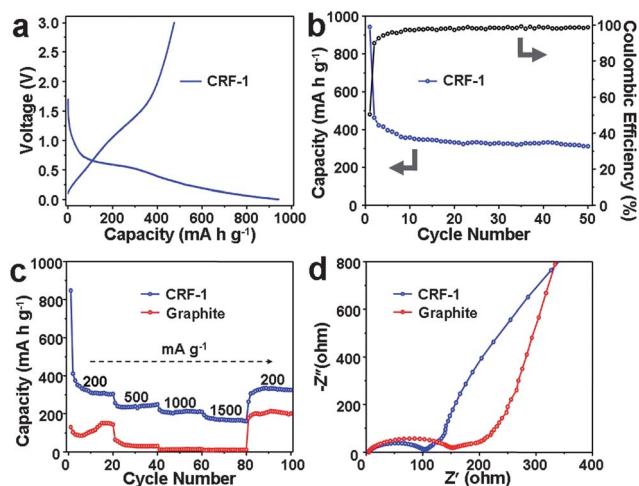 a
3.0
2.5
2.0
1.5
1.0
0.5
0.0
Voltage (V)
CRF-1
0 200 400 600 800 1000
Capacity (mA h g⁻¹)
b
1000
800
600
400
200
0
Capacity (mA h g⁻¹)
CRF-1
100
80
60
40
20
0
Coulombic Efficiency (%)
0 10 20 30 40 50
Cycle Number
c
1000
800
600
400
200
0
Capacity (mA h g⁻¹)
CRF-1
Graphite
mA g⁻¹
200 500 1000 1500 200
0 20 40 60 80 100
Cycle Number
d
800
600
400
200
0
-Z″(ohm)
CRF-1
Graphite
0 100 200 300 400
Z′ (ohm)